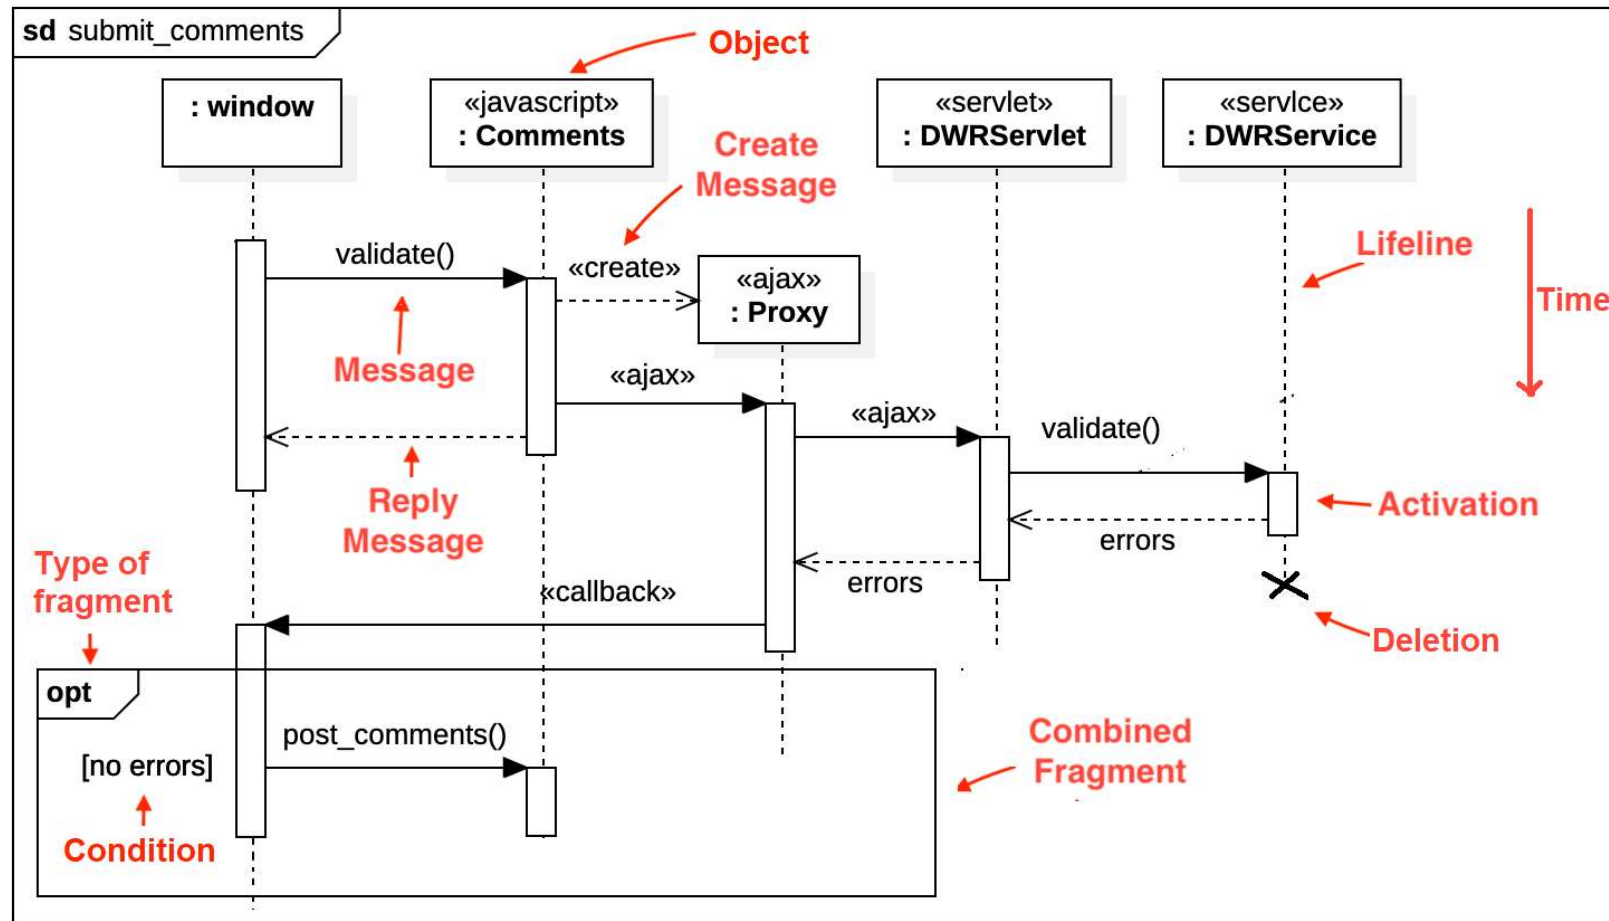 sd submit_comments
Object
: window
«javascript»
: Comments
«servlet»
: DWRServlet
«servlce»
: DWRService
Create
Message
Lifeline
validate()
«create»
«ajax»
: Proxy
Time
Message
«ajax»
«ajax»
validate()
Reply
Message
Activation
errors
errors
Type of
fragment
«callback»
Deletion
opt
post_comments()
[no errors]
Combined
Fragment
Condition